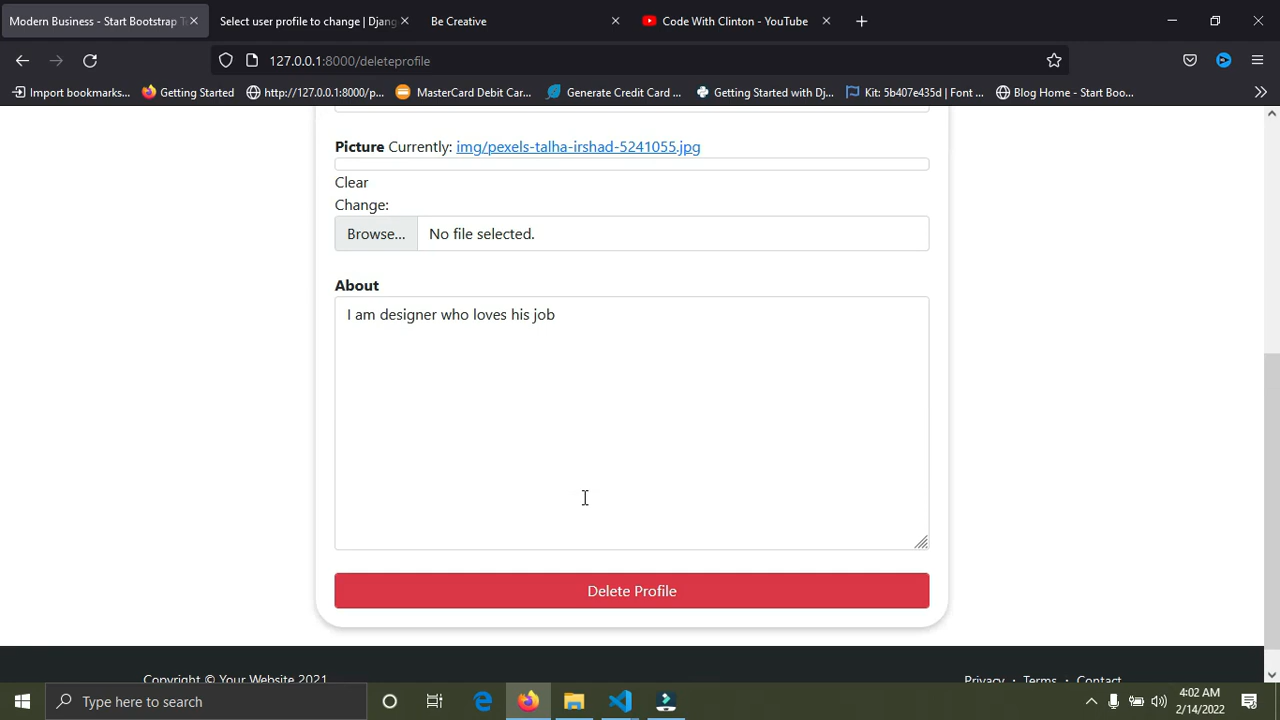 Modern Business - Start Bootstrap T
Select user profile to change | Djang
Be Creative
Code With Clinton - YouTube
127.0.0.1:8000/deleteprofile
Import bookmarks...
Getting Started
http://127.0.0.1:8000/p...
MasterCard Debit Car...
Generate Credit Card ...
Getting Started with Dj...
Kit: 5b407e435d | Font ...
Blog Home - Start Boo...
Picture Currently: img/pexels-talha-irshad-5241055.jpg
Clear
Change:
Browse... No file selected.
About
I am designer who loves his job
Delete Profile
Copyright © Your Website 2021
Privacy · Terms · Contact
Type here to search
4:02 AM
2/14/2022